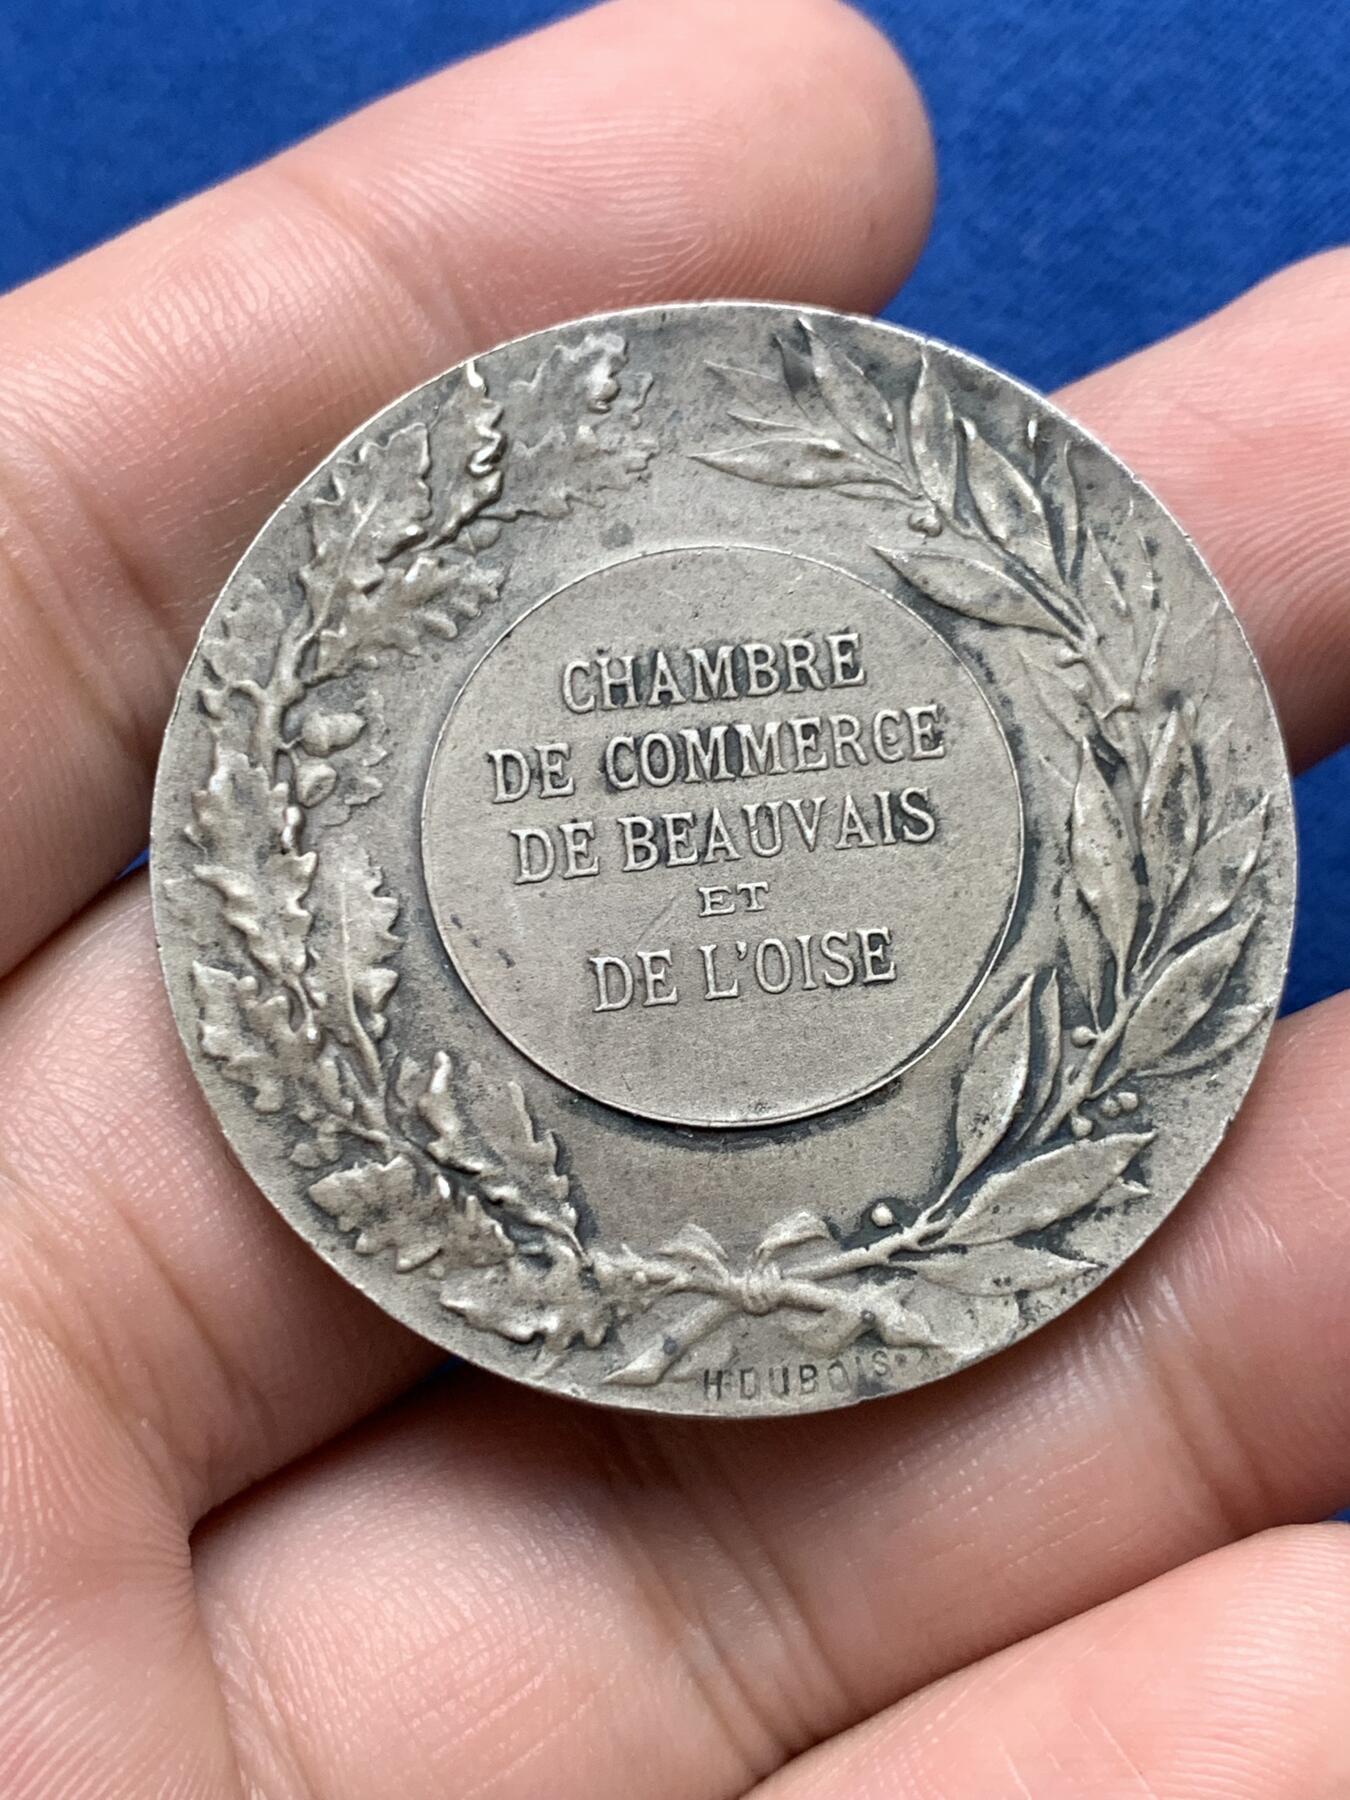 CHAMBRE
DE COMMERCE
DE BEAUVAIS
ET
DE L'OISE
H·DUBOIS